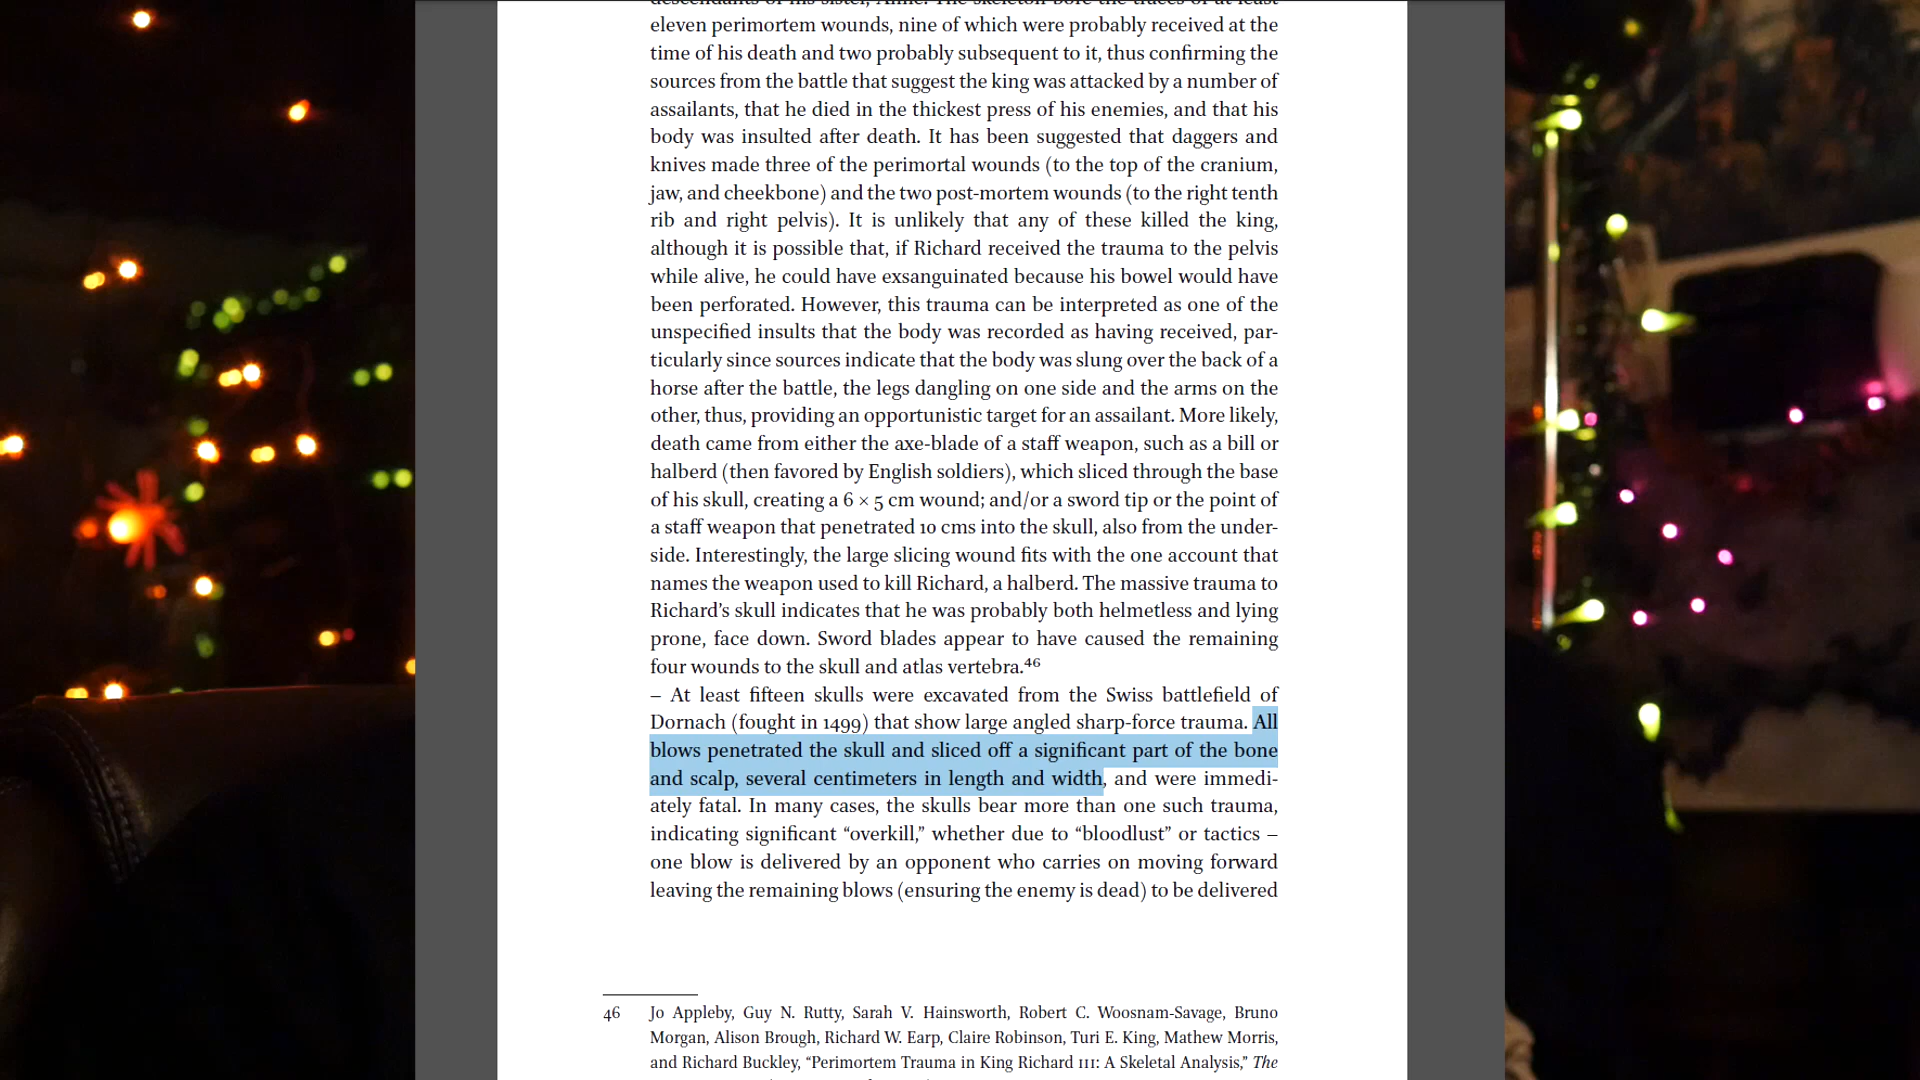 descendants of his sister, Anne. The skeleton bore the traces of at least
eleven perimortem wounds, nine of which were probably received at the
time of his death and two probably subsequent to it, thus confirming the
sources from the battle that suggest the king was attacked by a number of
assailants, that he died in the thickest press of his enemies, and that his
body was insulted after death. It has been suggested that daggers and
knives made three of the perimortal wounds (to the top of the cranium,
jaw, and cheekbone) and the two post-mortem wounds (to the right tenth
rib and right pelvis). It is unlikely that any of these killed the king,
although it is possible that, if Richard received the trauma to the pelvis
while alive, he could have exsanguinated because his bowel would have
been perforated. However, this trauma can be interpreted as one of the
unspecified insults that the body was recorded as having received, par-
ticularly since sources indicate that the body was slung over the back of a
horse after the battle, the legs dangling on one side and the arms on the
other, thus, providing an opportunistic target for an assailant. More likely,
death came from either the axe-blade of a staff weapon, such as a bill or
halberd (then favored by English soldiers), which sliced through the base
of his skull, creating a 6 × 5 cm wound; and/or a sword tip or the point of
a staff weapon that penetrated 10 cms into the skull, also from the under-
side. Interestingly, the large slicing wound fits with the one account that
names the weapon used to kill Richard, a halberd. The massive trauma to
Richard's skull indicates that he was probably both helmetless and lying
prone, face down. Sword blades appear to have caused the remaining
four wounds to the skull and atlas vertebra.46
– At least fifteen skulls were excavated from the Swiss battlefield of
Dornach (fought in 1499) that show large angled sharp-force trauma. All
blows penetrated the skull and sliced off a significant part of the bone
and scalp, several centimeters in length and width, and were immedi-
ately fatal. In many cases, the skulls bear more than one such trauma,
indicating significant “overkill,” whether due to “bloodlust” or tactics –
one blow is delivered by an opponent who carries on moving forward
leaving the remaining blows (ensuring the enemy is dead) to be delivered
46 Jo Appleby, Guy N. Rutty, Sarah V. Hainsworth, Robert C. Woosnam-Savage, Bruno
Morgan, Alison Brough, Richard W. Earp, Claire Robinson, Turi E. King, Mathew Morris,
and Richard Buckley, “Perimortem Trauma in King Richard III: A Skeletal Analysis,” The